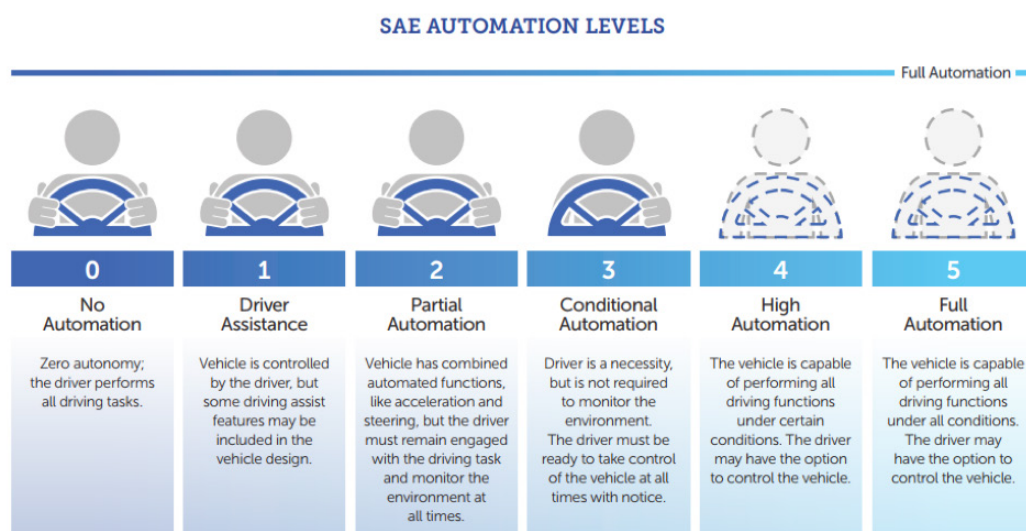 SAE AUTOMATION LEVELS
Full Automation
0
No
Automation
Zero autonomy;
the driver performs
all driving tasks.
1
Driver
Assistance
Vehicle is controlled
by the driver, but
some driving assist
features may be
included in the
vehicle design.
2
Partial
Automation
Vehicle has combined
automated functions,
like acceleration and
steering, but the driver
must remain engaged
with the driving task
and monitor the
environment at
all times.
3
Conditional
Automation
Driver is a necessity,
but is not required
to monitor the
environment.
The driver must be
ready to take control
of the vehicle at all
times with notice.
4
High
Automation
The vehicle is capable
of performing all
driving functions
under certain
conditions. The driver
may have the option
to control the vehicle.
5
Full
Automation
The vehicle is capable
of performing all
driving functions
under all conditions.
The driver may
have the option to
control the vehicle.